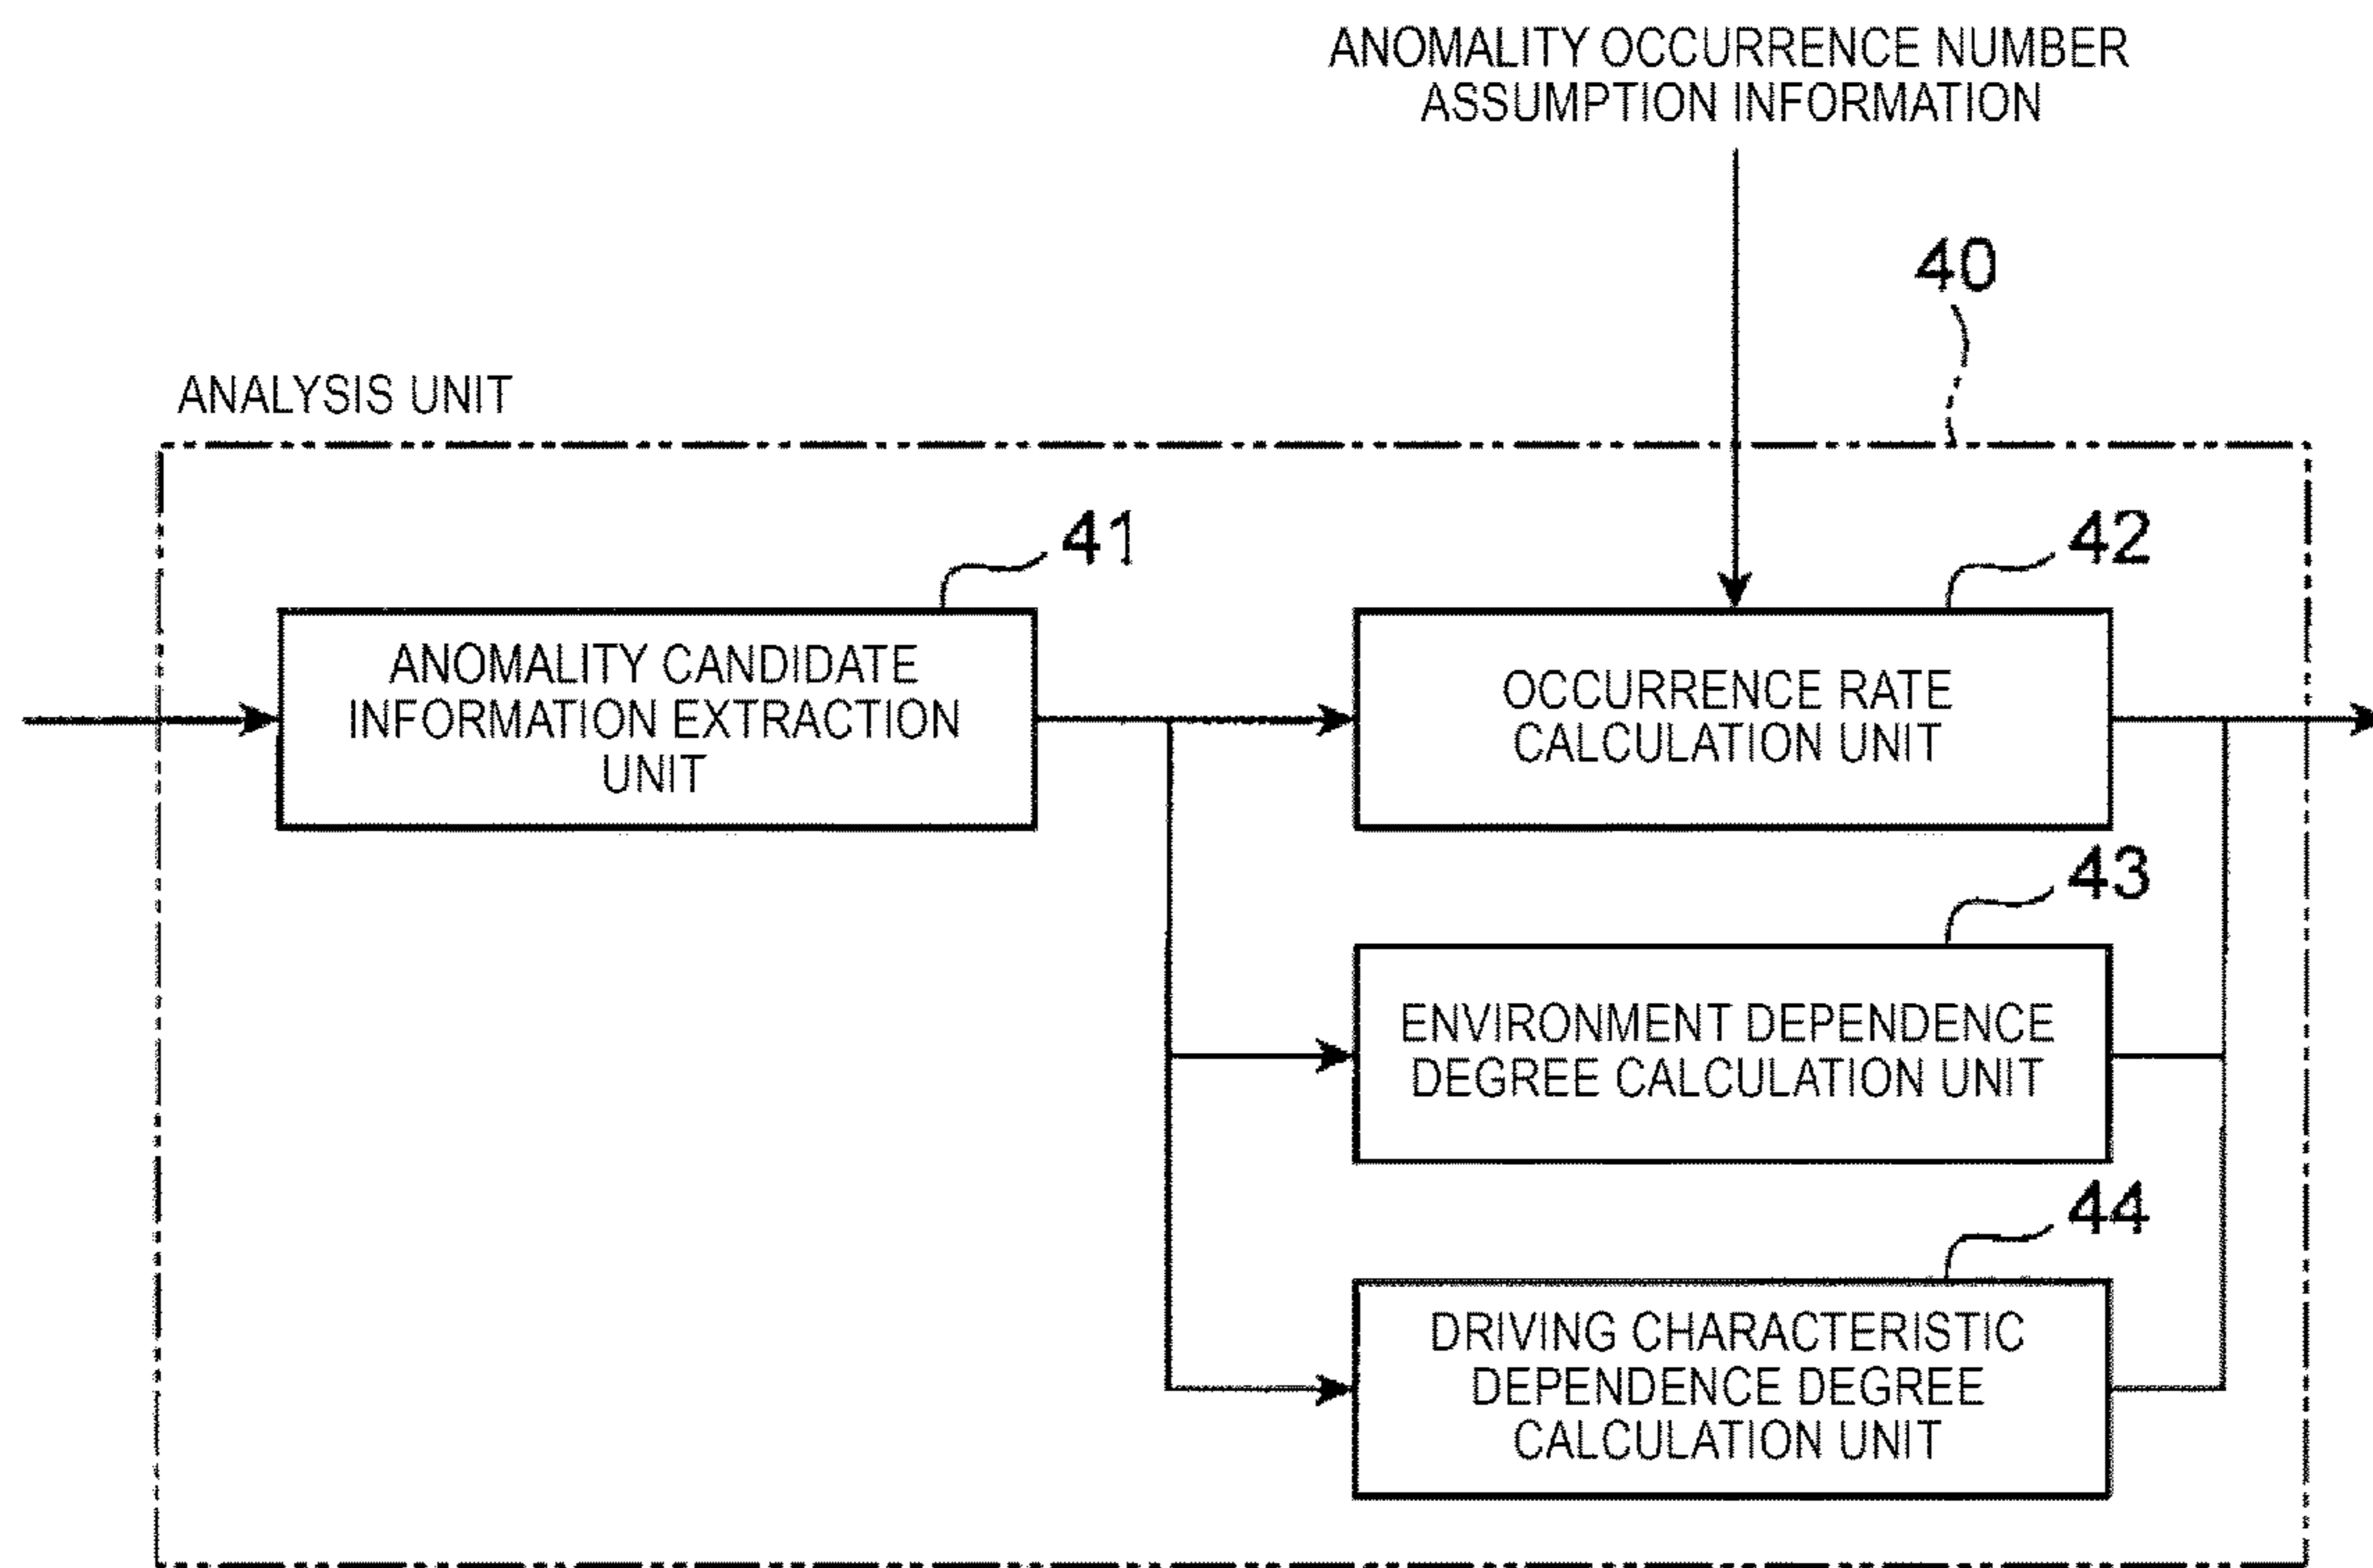 ANOMALITY OCCURRENCE NUMBER
ASSUMPTION INFORMATION
40
ANALYSIS UNIT
41
42
ANOMALITY CANDIDATE
INFORMATION EXTRACTION
UNIT
OCCURRENCE RATE
CALCULATION UNIT
43
ENVIRONMENT DEPENDENCE
DEGREE CALCULATION UNIT
44
DRIVING CHARACTERISTIC
DEPENDENCE DEGREE
CALCULATION UNIT